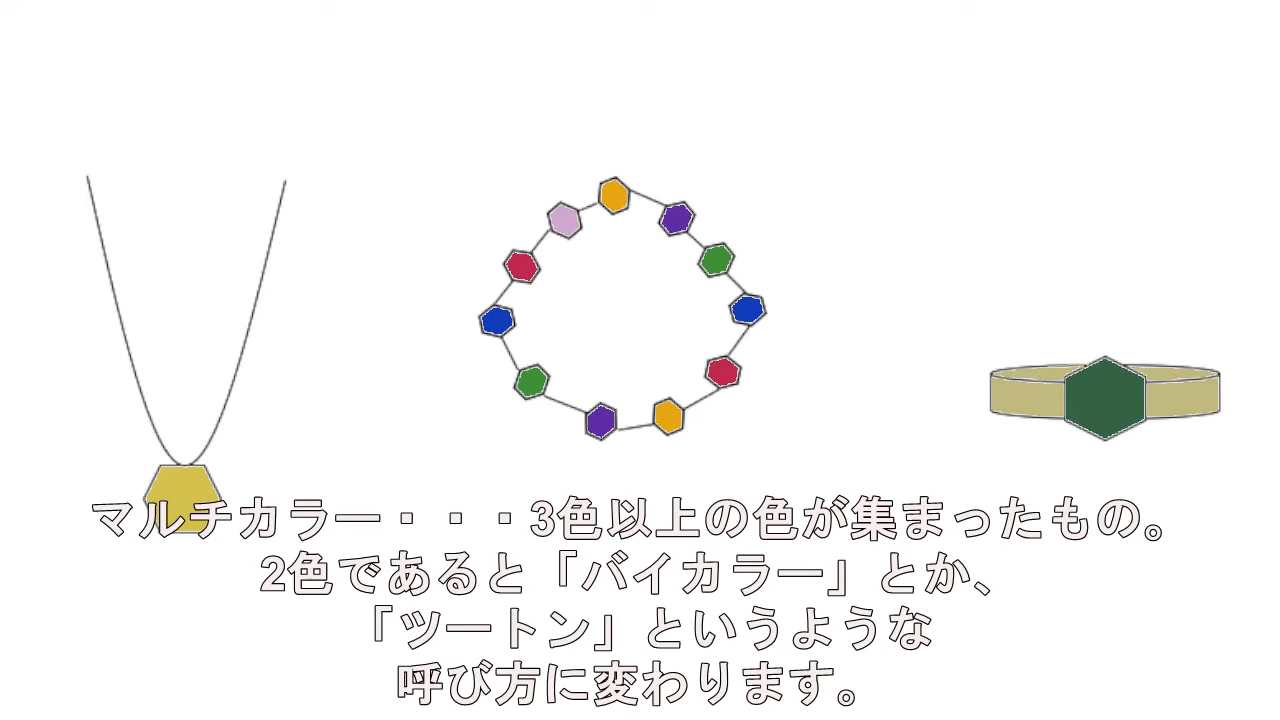 マルチカラー・・・3色以上の色が集まったもの。
2色であると「バイカラー」とか、
「ツートン」というような
呼び方に変わります。